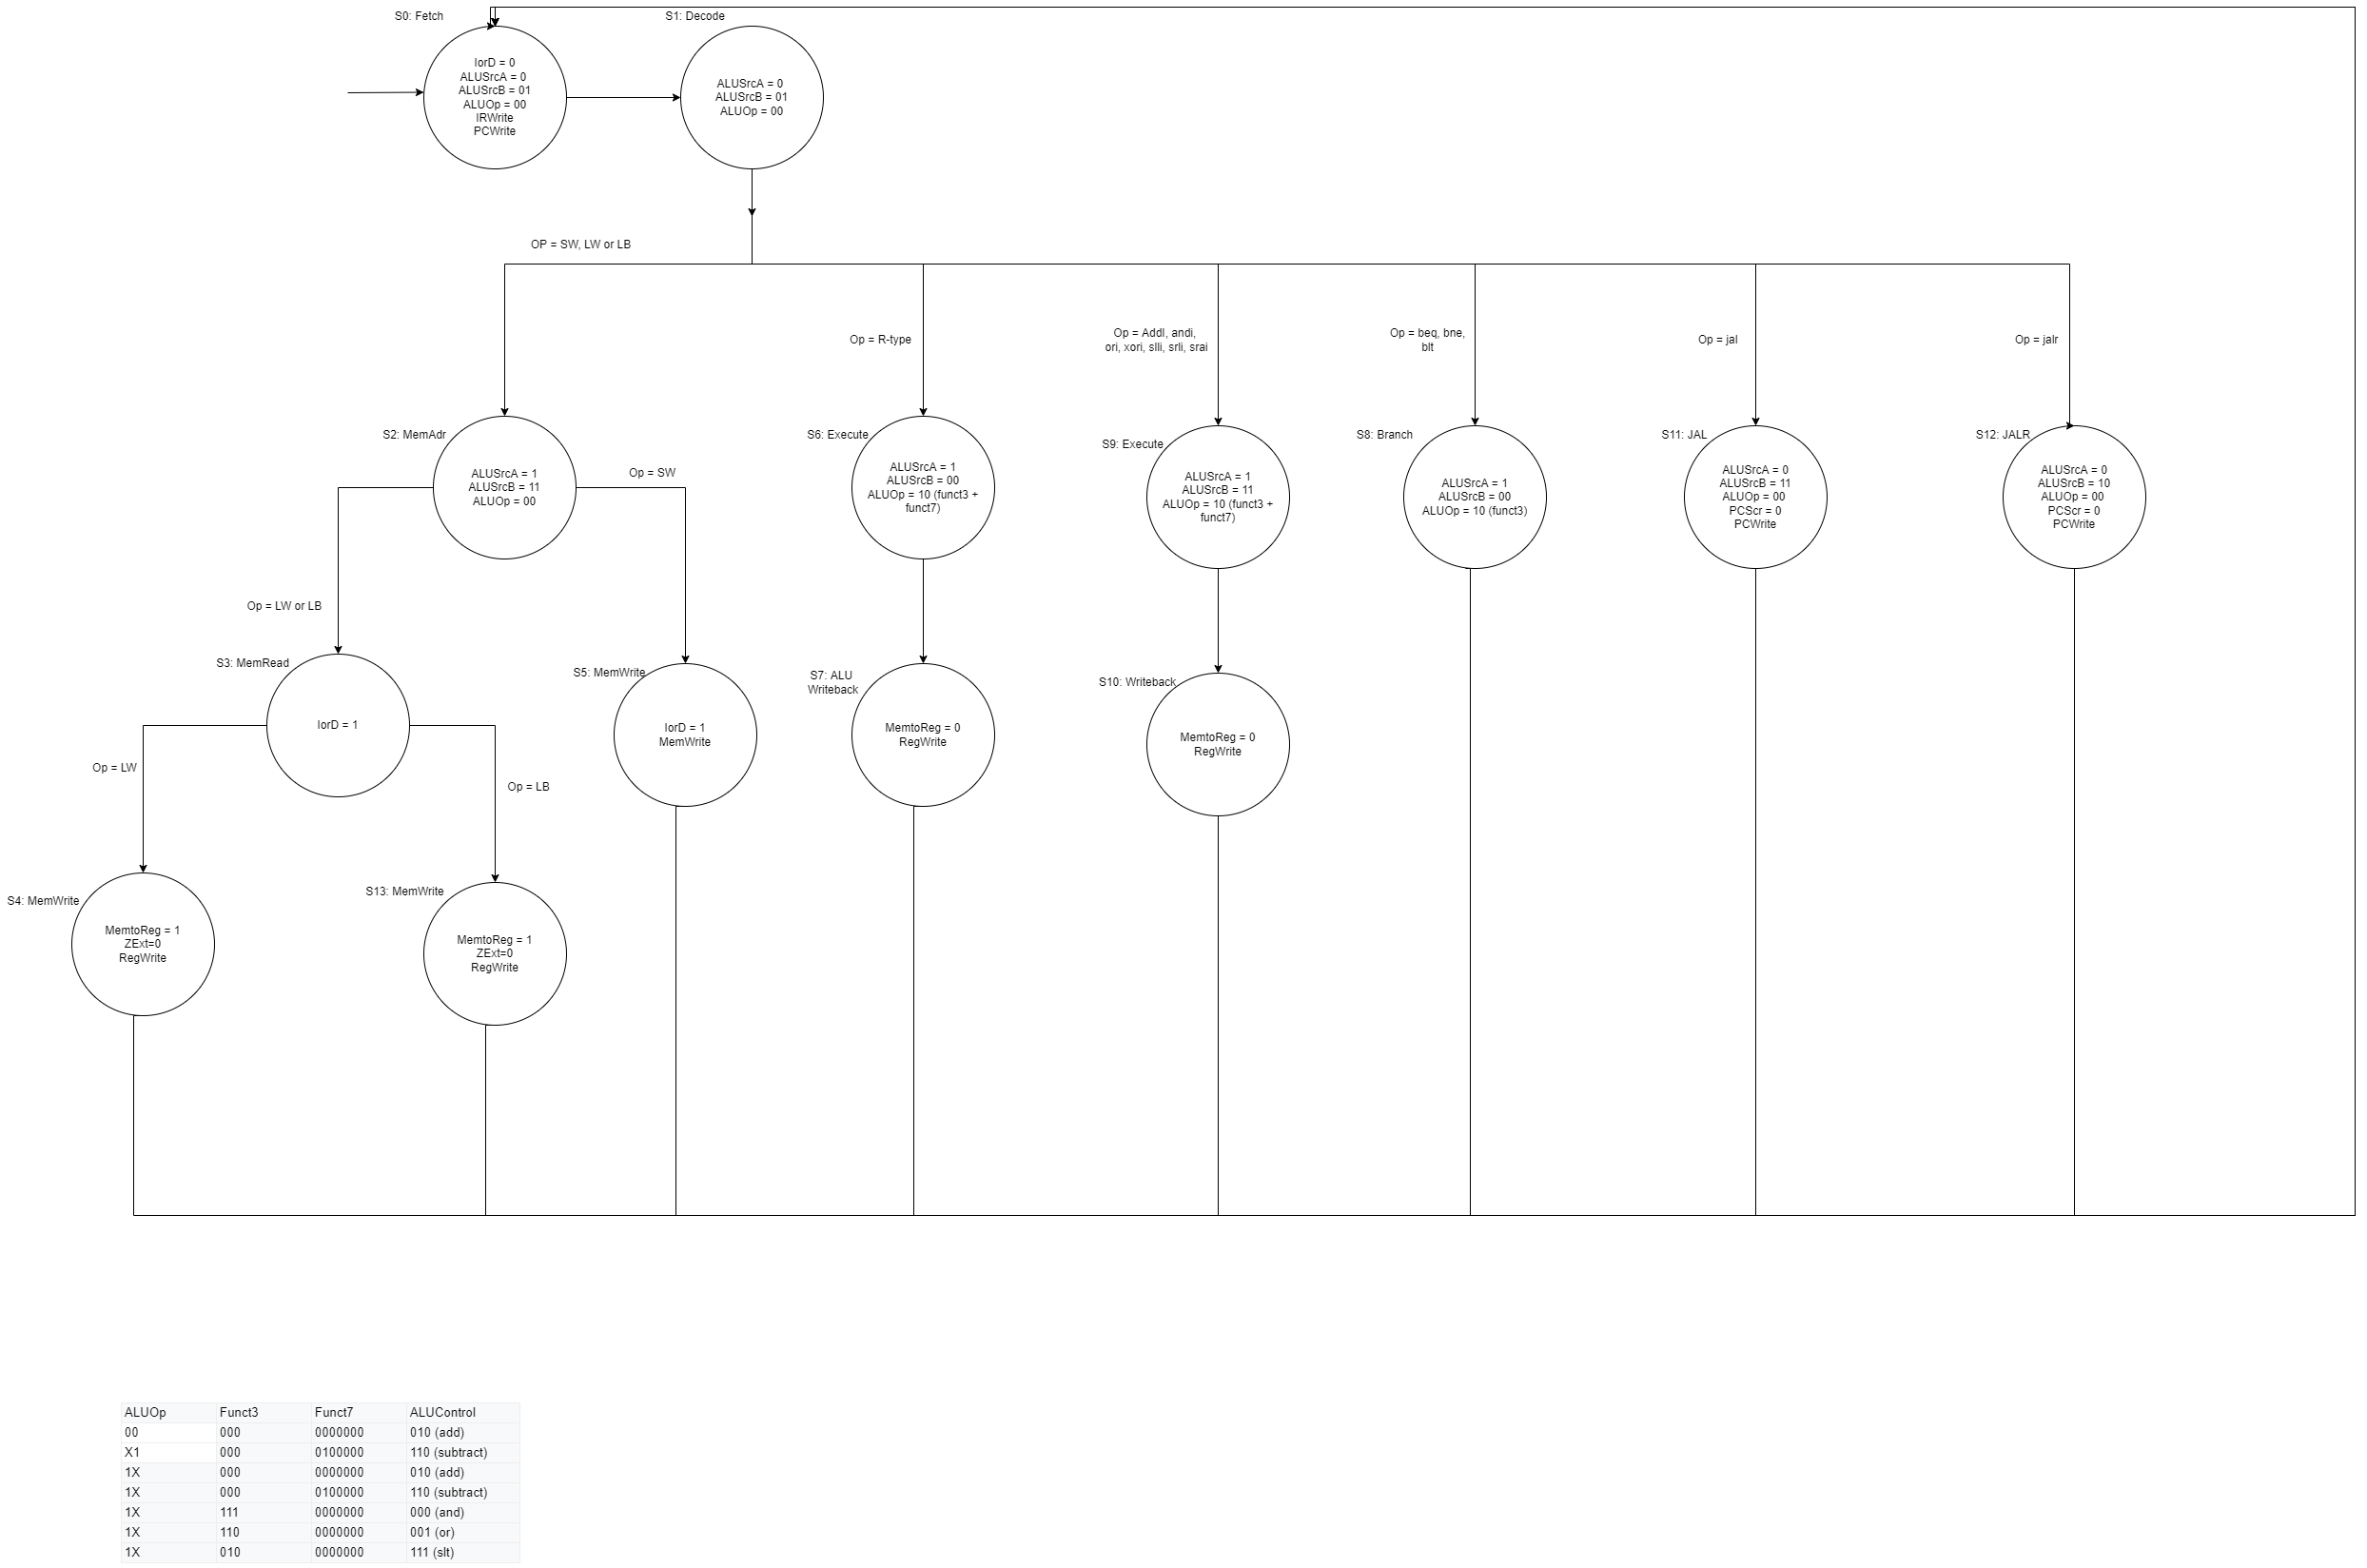 S0: Fetch
S1: Decode
IorD = 0
ALUSrcA = 0
ALUSrcB = 01
ALUOp = 00
IRWrite
PCWrite
ALUSrcA = 0
ALUSrcB = 01
ALUOp = 00
OP = SW, LW or LB
Op = R-type
Op = AddI, andi,
ori, xori, slli, srli, srai
Op = beq, bne,
blt
Op = jal
Op = jalr
S2: MemAdr
ALUSrcA = 1
ALUSrcB = 11
ALUOp = 00
Op = SW
S6: Execute
ALUSrcA = 1
ALUSrcB = 00
ALUOp = 10 (funct3 +
funct7)
S9: Execute
ALUSrcA = 1
ALUSrcB = 11
ALUOp = 10 (funct3 +
funct7)
S8: Branch
ALUSrcA = 1
ALUSrcB = 00
ALUOp = 10 (funct3)
S11: JAL
ALUSrcA = 0
ALUSrcB = 11
ALUOp = 00
PCScr = 0
PCWrite
S12: JALR
ALUSrcA = 0
ALUSrcB = 10
ALUOp = 00
PCScr = 0
PCWrite
Op = LW or LB
S3: MemRead
IorD = 1
S5: MemWrite
IorD = 1
MemWrite
S7: ALU
Writeback
MemtoReg = 0
RegWrite
S10: Writeback
MemtoReg = 0
RegWrite
Op = LW
Op = LB
S4: MemWrite
MemtoReg = 1
ZExt=0
RegWrite
S13: MemWrite
MemtoReg = 1
ZExt=0
RegWrite
ALUOp Funct3 Funct7 ALUControl
00 000 0000000 010 (add)
X1 000 0100000 110 (subtract)
1X 000 0000000 010 (add)
1X 000 0100000 110 (subtract)
1X 111 0000000 000 (and)
1X 110 0000000 001 (or)
1X 010 0000000 111 (slt)